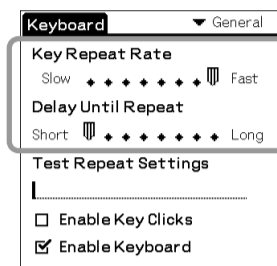 Keyboard General
Key Repeat Rate
Slow Fast
Delay Until Repeat
Short Long
Test Repeat Settings
Enable Key Clicks
Enable Keyboard